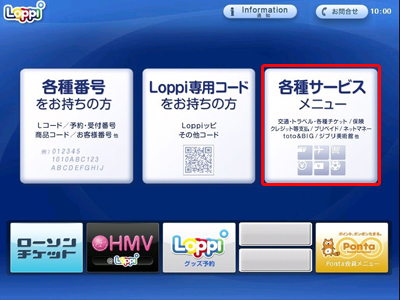 Loppi
Information
通 知
お問合せ
10:00
各種番号
をお持ちの方
Lコード/予約・受付番号
商品コード/お客様番号 他
例）012345
1010ABC123
ABCDEFGHIJ
Loppi専用コード
をお持ちの方
Loppiッピ
その他コード
各種サービス
メニュー
交通・トラベル・各種チケット/保険
クレジット等支払/プリペイド/ネットマネー
toto&BIG/ジブリ美術館 他
ローソン
チケット
HMV
@Loppi
Loppi
グッズ予約
ポイント、ボンボンたまる。
Ponta
Ponta会員メニュー